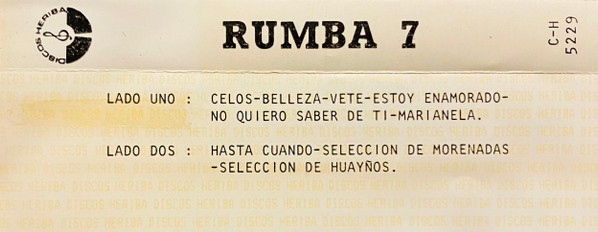 DISCOS HERIBA
RUMBA 7
C-H
5229
LADO UNO : CELOS-BELLEZA-VETE-ESTOY ENAMORADO-
NO QUIERO SABER DE TI-MARIANELA.
LADO DOS : HASTA CUANDO-SELECCION DE MORENADAS
-SELECCION DE HUAYÑOS.